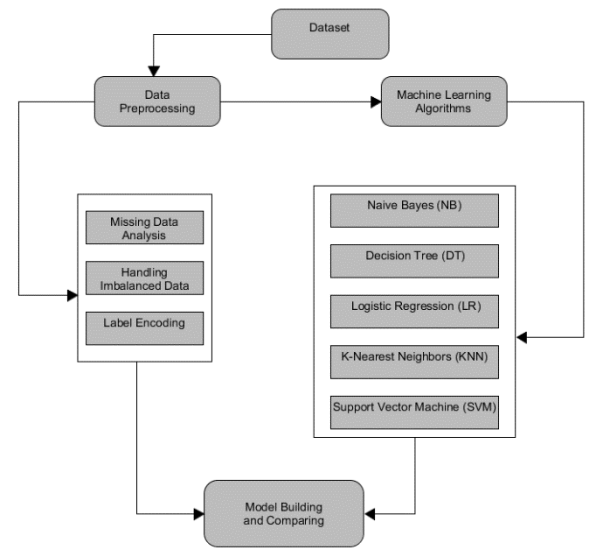 Dataset
Data
Preprocessing
Machine Learning
Algorithms
Missing Data
Analysis
Handling
Imbalanced Data
Label Encoding
Naive Bayes (NB)
Decision Tree (DT)
Logistic Regression (LR)
K-Nearest Neighbors (KNN)
Support Vector Machine (SVM)
Model Building
and Comparing